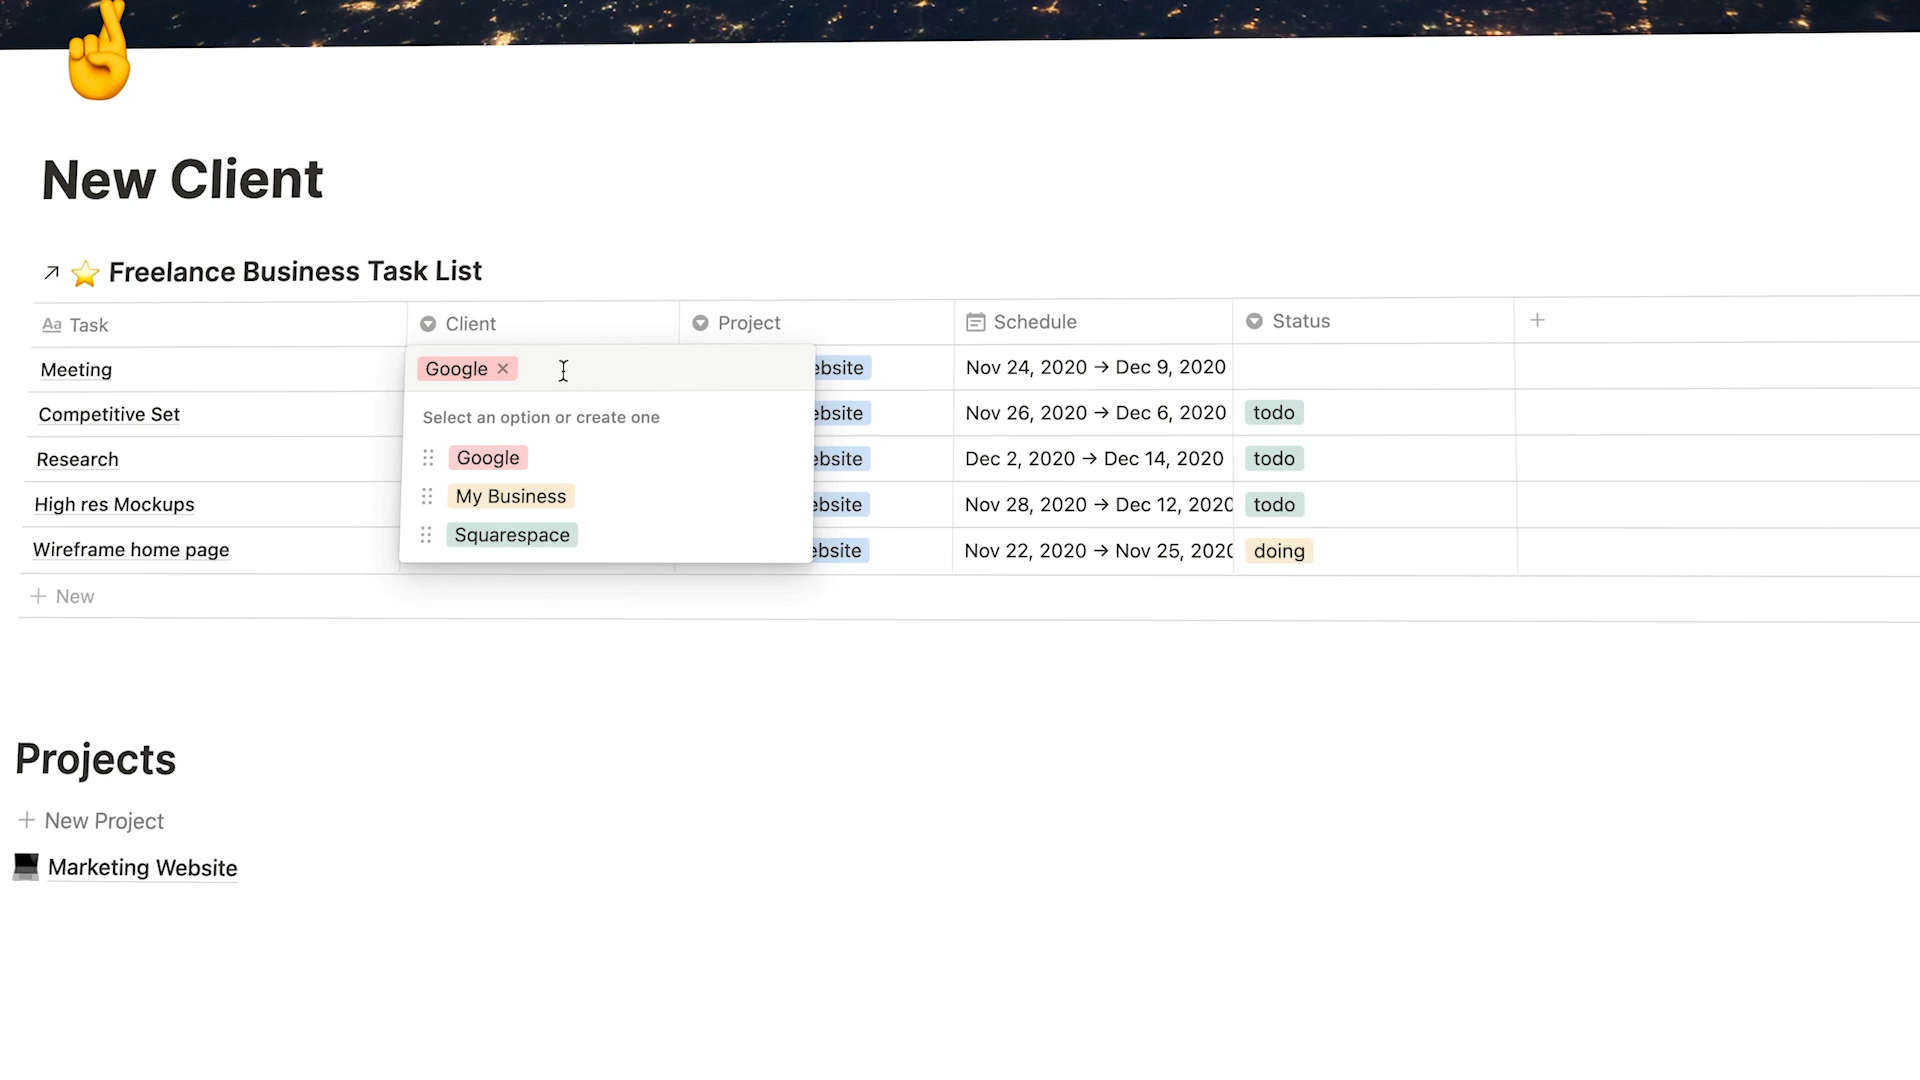 New Client
Freelance Business Task List
Aa Task Client Project Schedule Status
Meeting Google ebsite Nov 24, 2020 → Dec 9, 2020
Competitive Set Select an option or create one ebsite Nov 26, 2020 → Dec 6, 2020 todo
Research Google ebsite Dec 2, 2020 → Dec 14, 2020 todo
High res Mockups My Business ebsite Nov 28, 2020 → Dec 12, 2020 todo
Wireframe home page Squarespace ebsite Nov 22, 2020 → Nov 25, 2020 doing
+ New
Projects
+ New Project
Marketing Website